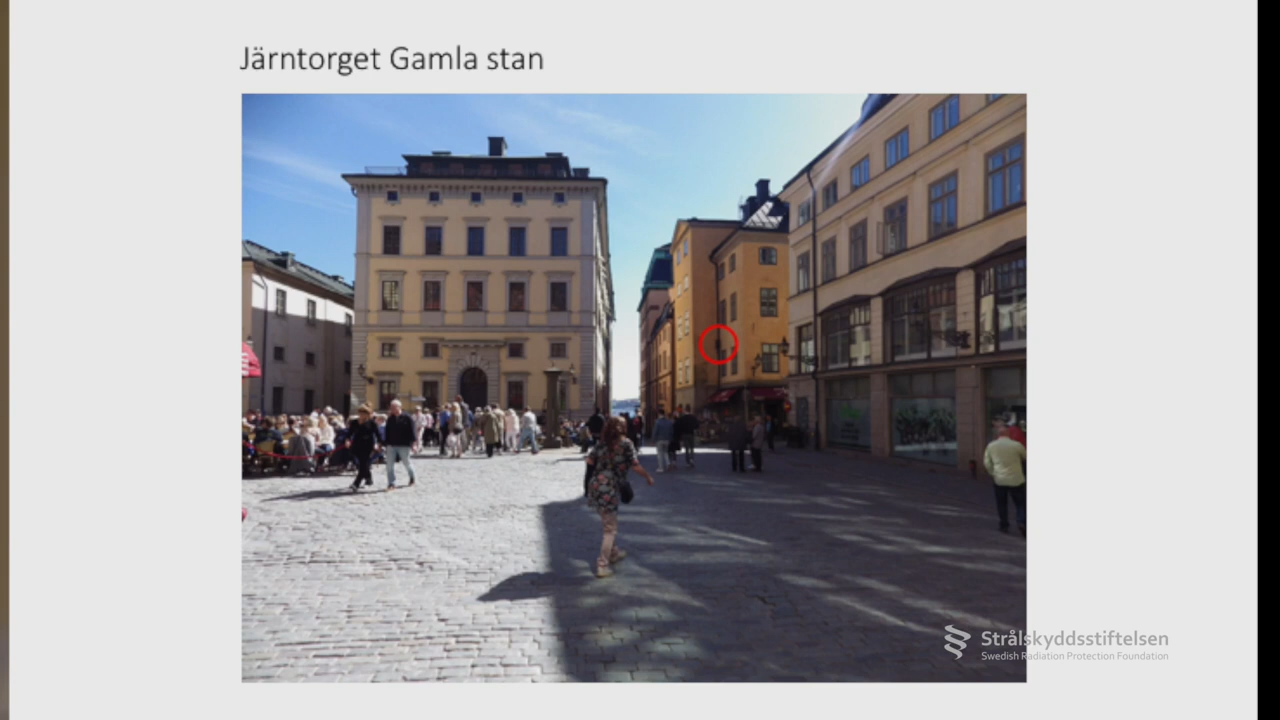 Järntorget Gamla stan
Strålskyddsstiftelsen
Swedish Radiation Protection Foundation